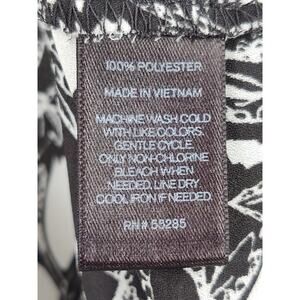 100% POLYESTER
MADE IN VIETNAM
MACHINE WASH COLD
WITH LIKE COLORS.
GENTLE CYCLE.
ONLY NON-CHLORINE
BLEACH WHEN
NEEDED. LINE DRY.
COOL IRON IF NEEDED.
RN# 55285